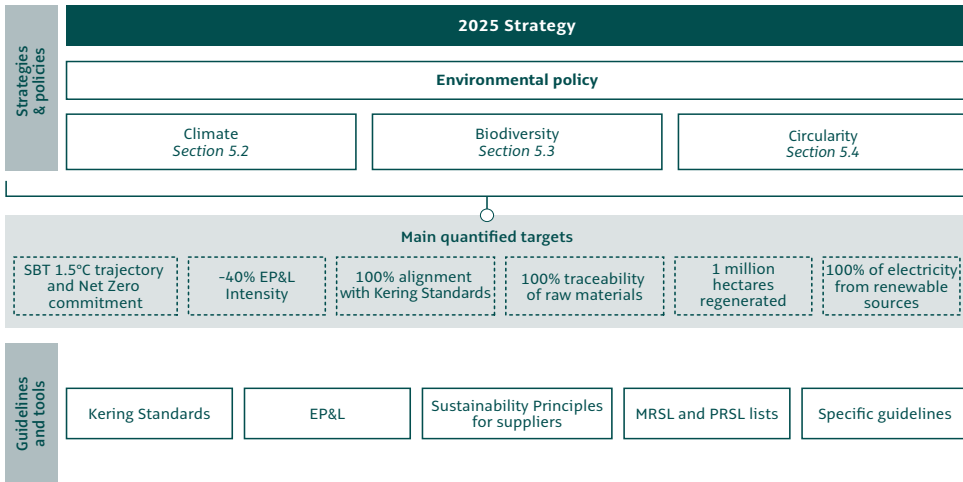 Strategies
& policies
2025 Strategy
Environmental policy
Climate
Section 5.2
Biodiversity
Section 5.3
Circularity
Section 5.4
Main quantified targets
SBT 1.5°C trajectory
and Net Zero
commitment
-40% EP&L
Intensity
100% alignment
with Kering Standards
100% traceability
of raw materials
1 million
hectares
regenerated
100% of electricity
from renewable
sources
Guidelines
and tools
Kering Standards
EP&L
Sustainability Principles
for suppliers
MRSL and PRSL lists
Specific guidelines